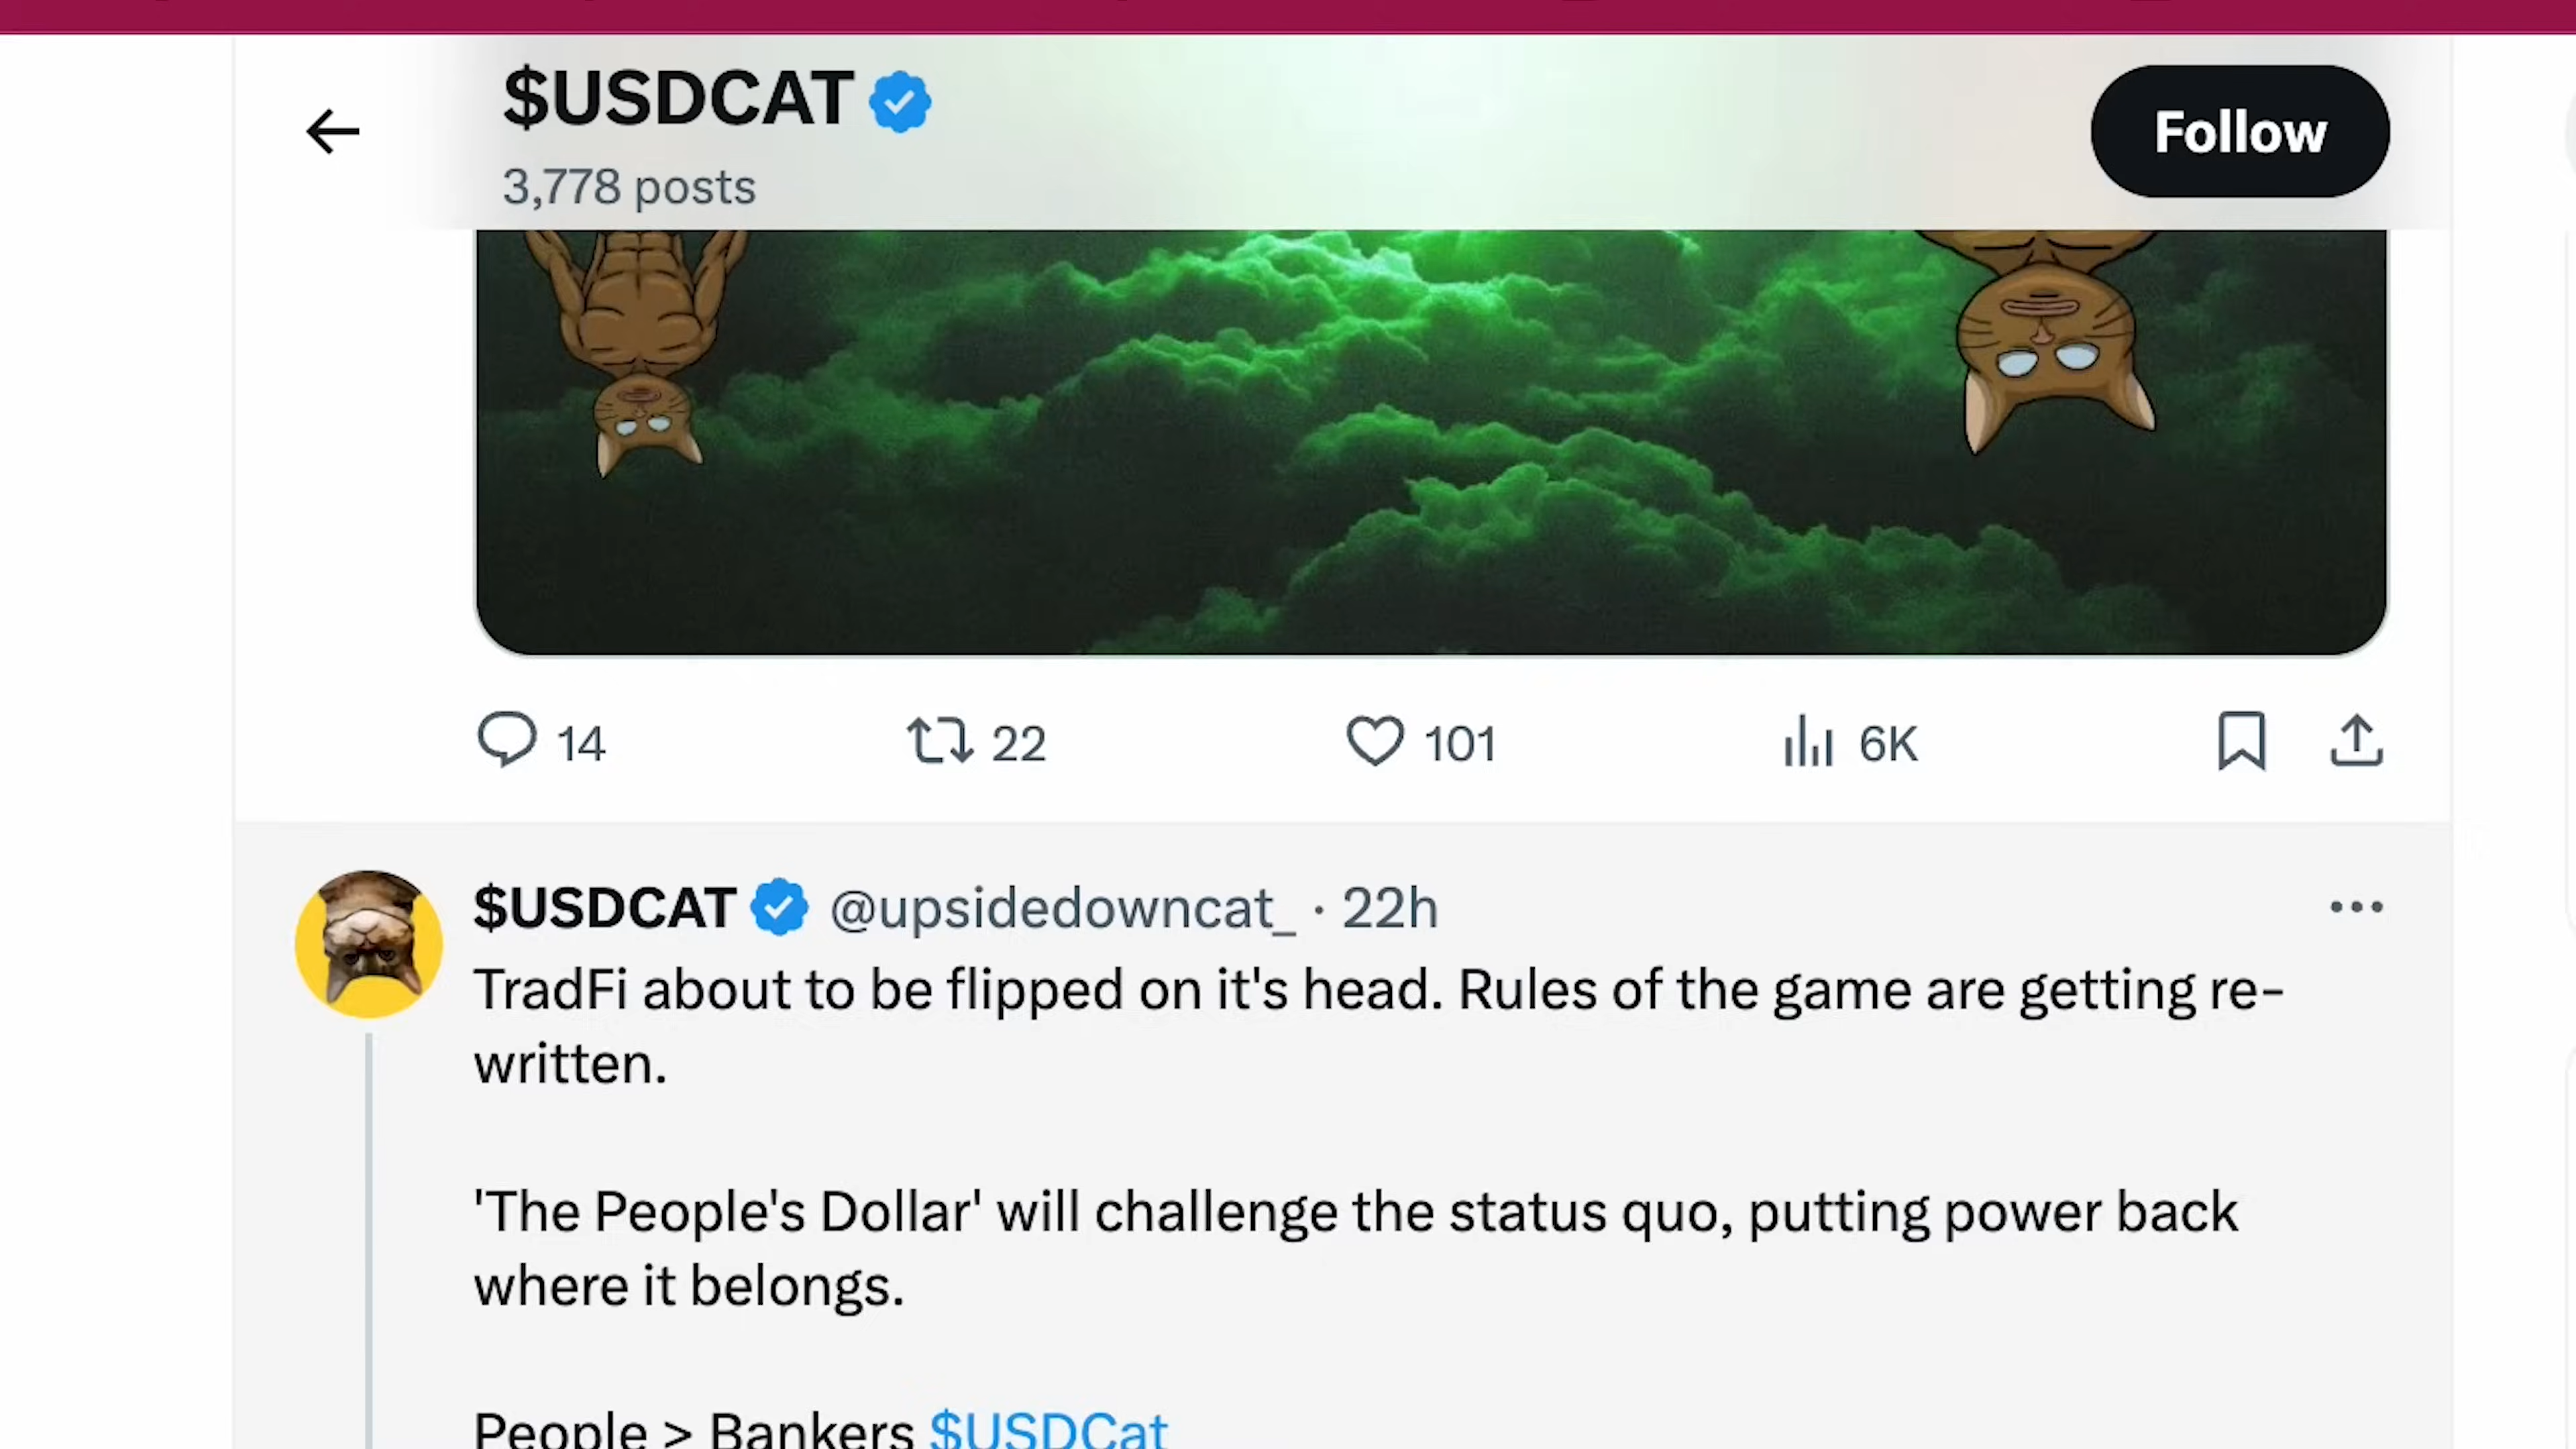 $USDCAT
3,778 posts
Follow
14
22
101
6K
$USDCAT @upsidedowncat_ · 22h
TradFi about to be flipped on it's head. Rules of the game are getting re-
written.
'The People's Dollar' will challenge the status quo, putting power back
where it belongs.
People > Bankers $USDCat